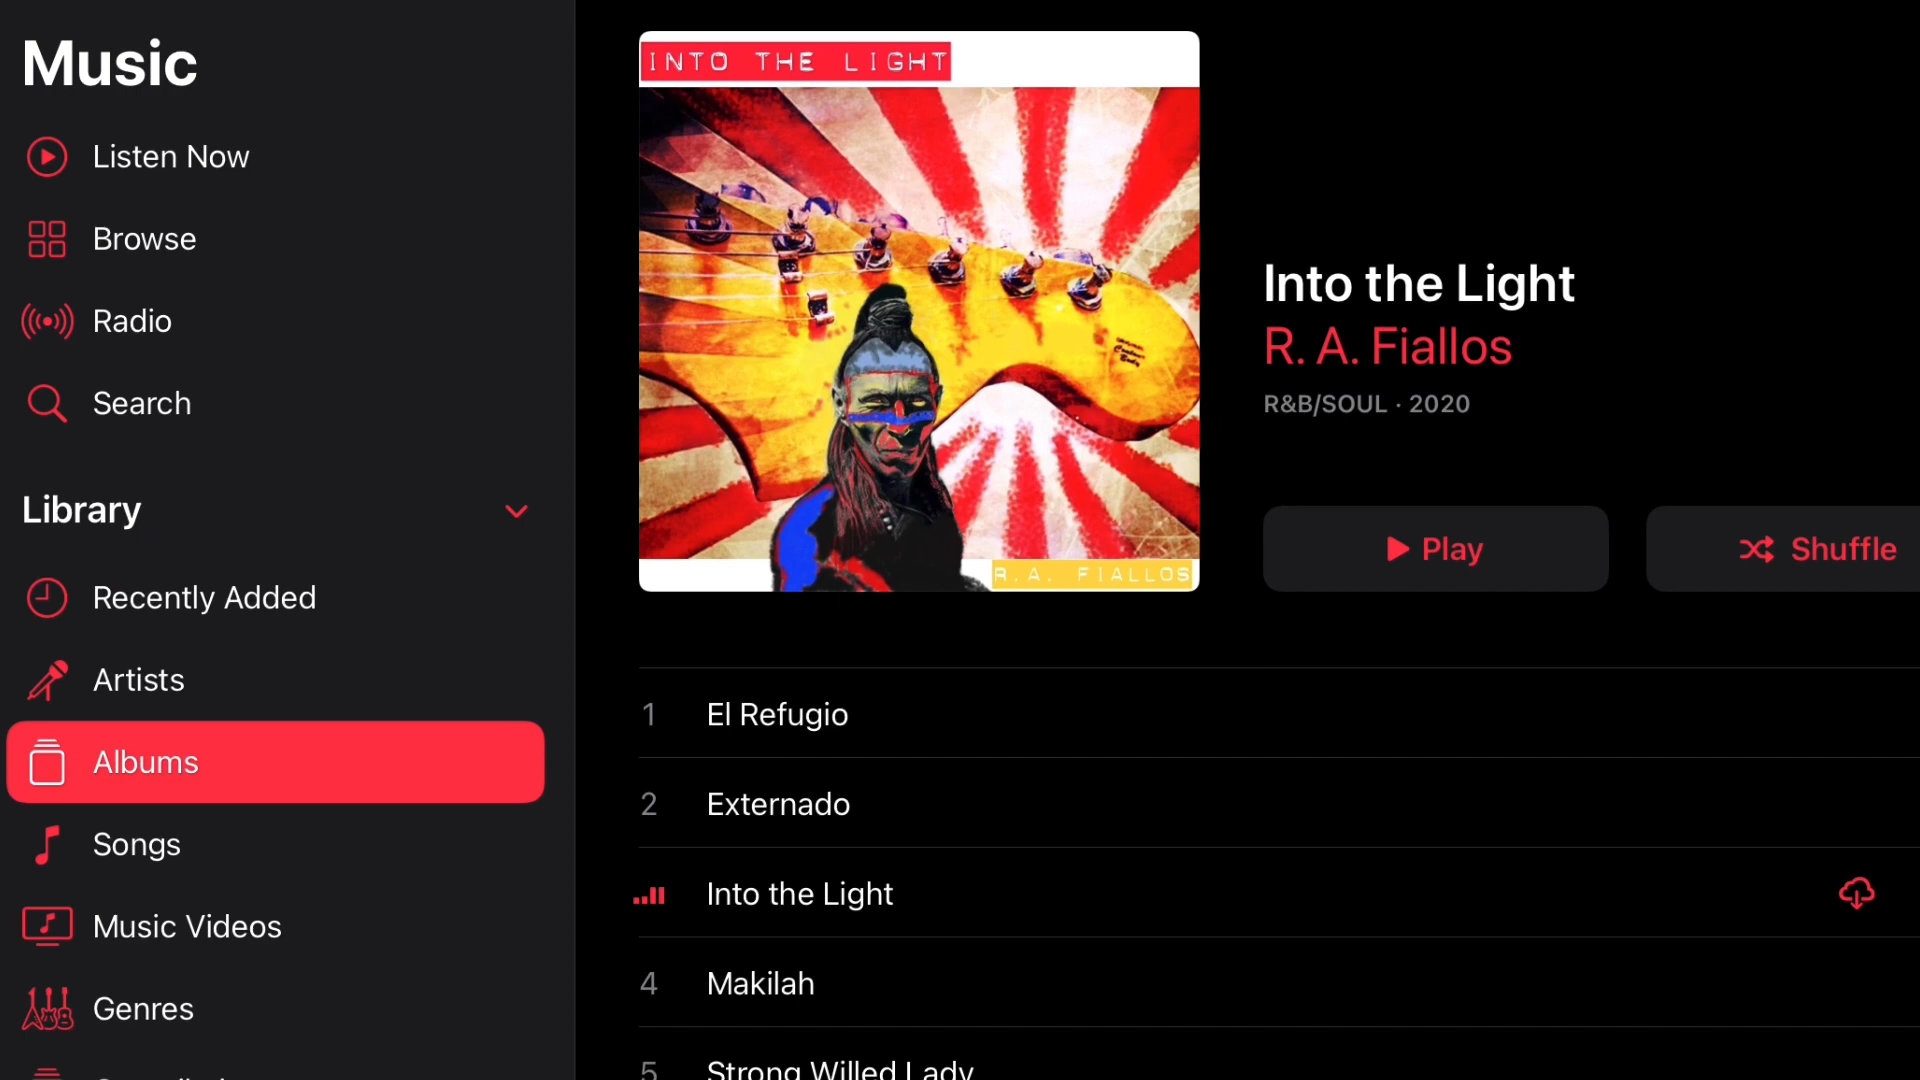 Music
Listen Now
Browse
Radio
Search
Library
Recently Added
Artists
Albums
Songs
Music Videos
Genres
INTO THE LIGHT
R.A. FIALLOS
Into the Light
R. A. Fiallos
R&B/SOUL · 2020
Play
Shuffle
1 El Refugio
2 Externado
Into the Light
4 Makilah
5 Strong Willed Lady